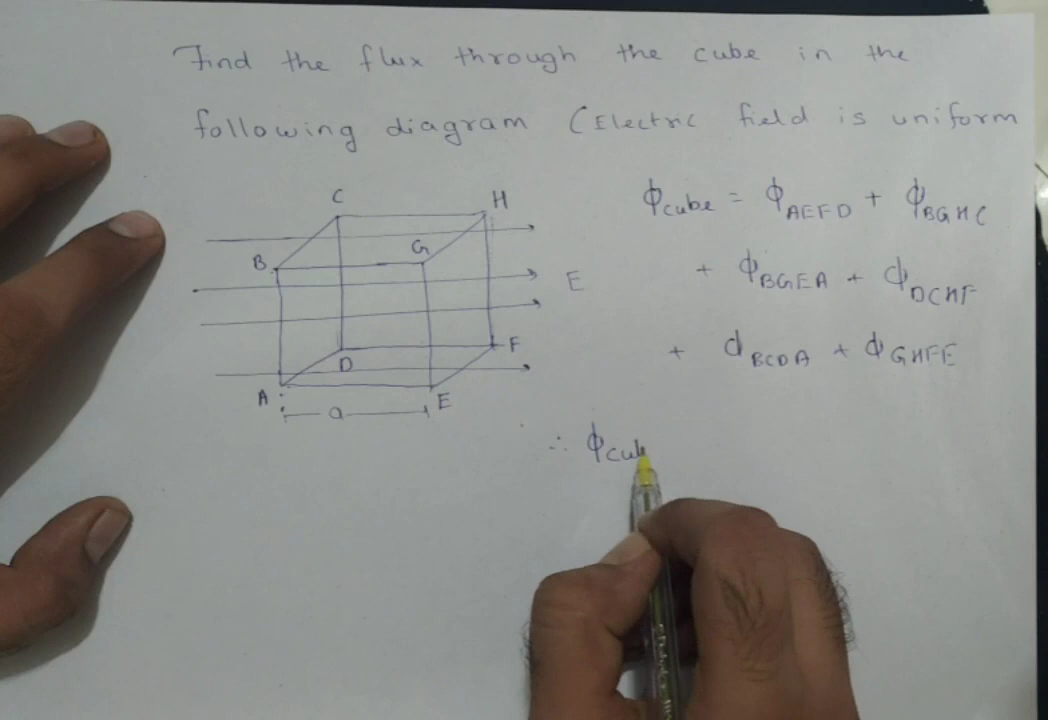 Find the flux through the cube in the
following diagram (Electric field is uniform
C H
G
B
E
D F
A E
a
ϕcube = ϕAEFD + ϕBGHC
+ ϕBGEA + ϕDCHF
+ ϕBCDA + ϕGHFE
∴ ϕcub